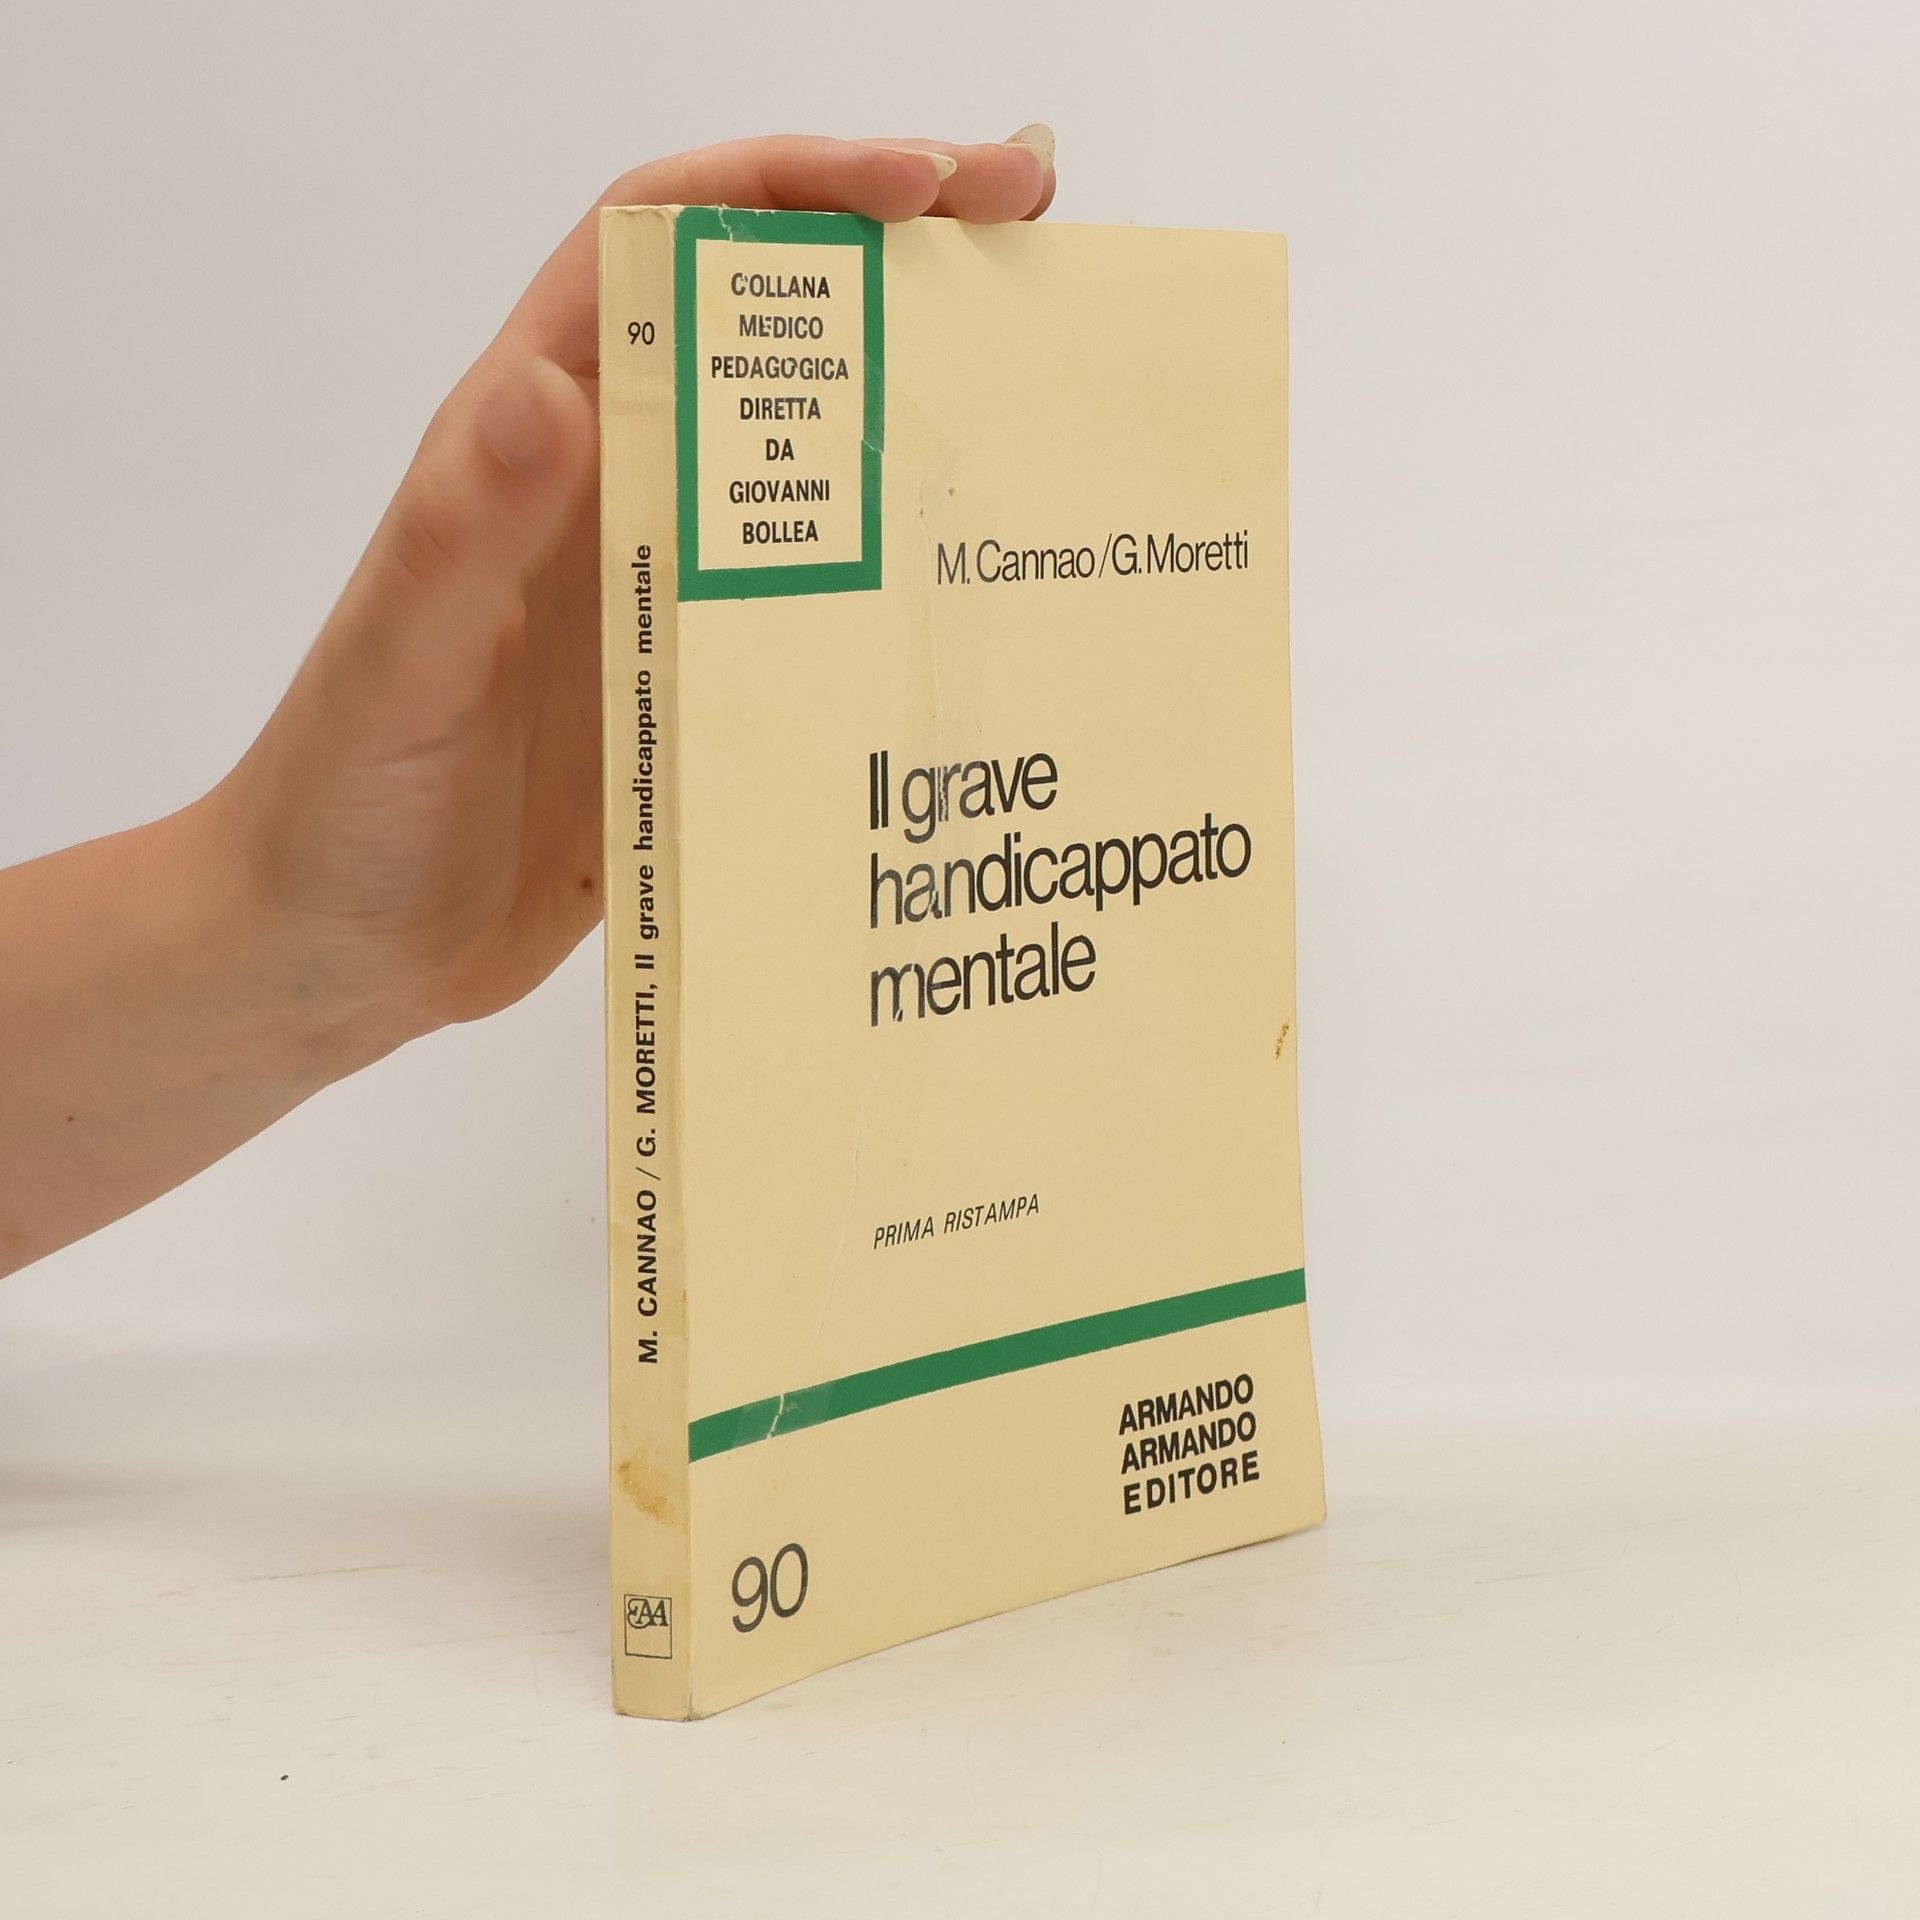 90
M. CANNAO / G. MORETTI, Il grave handicappato mentale
EAA
COLLANA
MEDICO
PEDAGOGICA
DIRETTA
DA
GIOVANNI
BOLLEA
M. Cannao/G. Moretti
Il grave
handicappato
mentale
PRIMA RISTAMPA
ARMANDO
ARMANDO
EDITORE
90